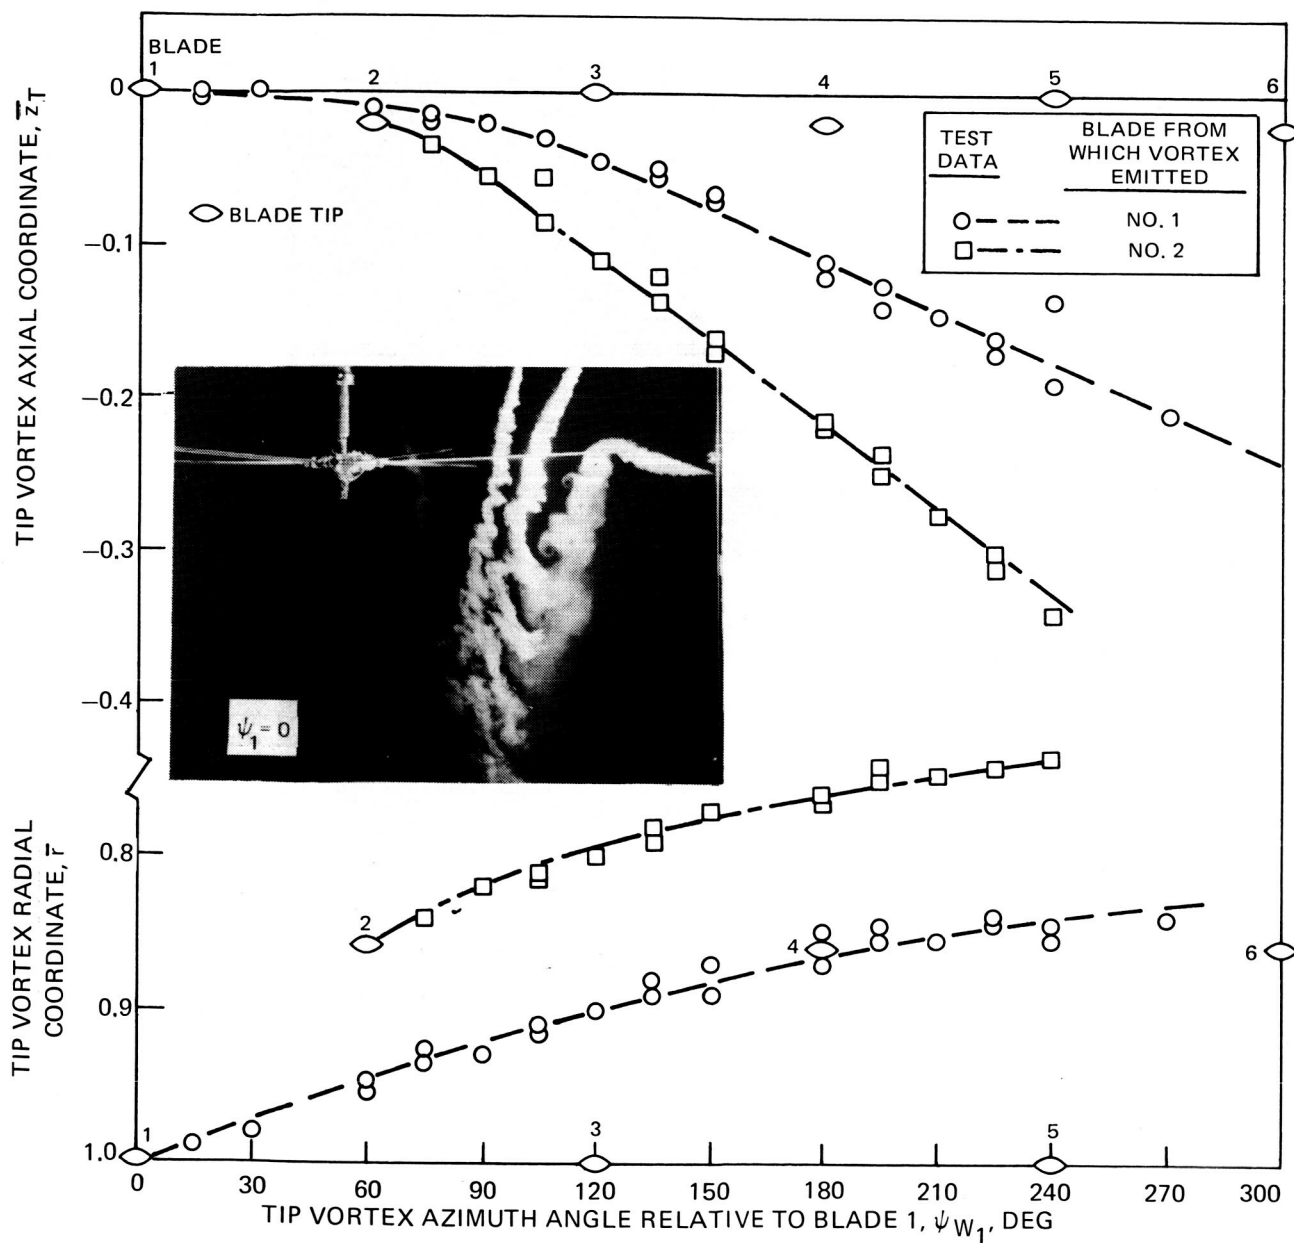 BLADE
1
2
3
4
5
6
TIP VORTEX AXIAL COORDINATE, z̄T
0
−0.1
−0.2
−0.3
−0.4
BLADE TIP
TEST DATA
BLADE FROM WHICH VORTEX EMITTED
NO. 1
NO. 2
ψ1 = 0
TIP VORTEX RADIAL
COORDINATE, r̄
0.8
0.9
1.0
2
4
6
1
3
5
0 30 60 90 120 150 180 210 240 270 300
TIP VORTEX AZIMUTH ANGLE RELATIVE TO BLADE 1, ψW1, DEG